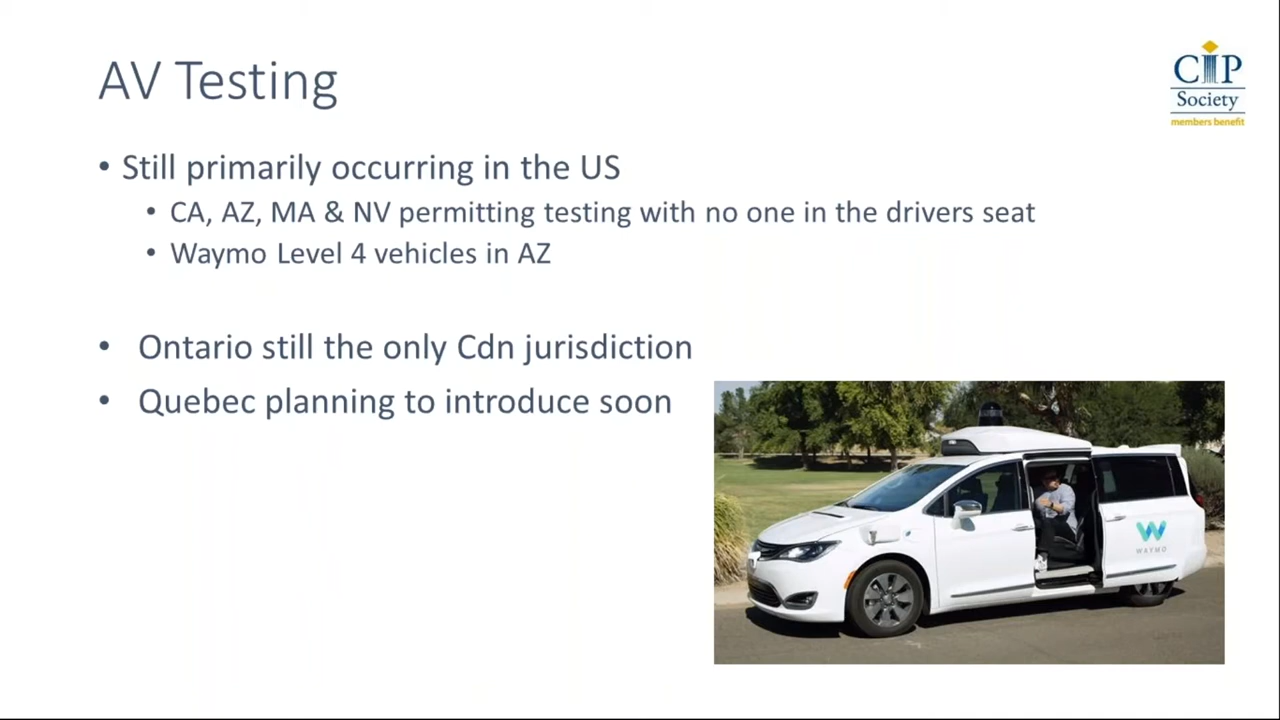 AV Testing
CIP
Society
members benefit
• Still primarily occurring in the US
• CA, AZ, MA & NV permitting testing with no one in the drivers seat
• Waymo Level 4 vehicles in AZ
• Ontario still the only Cdn jurisdiction
• Quebec planning to introduce soon
W
WAYMO